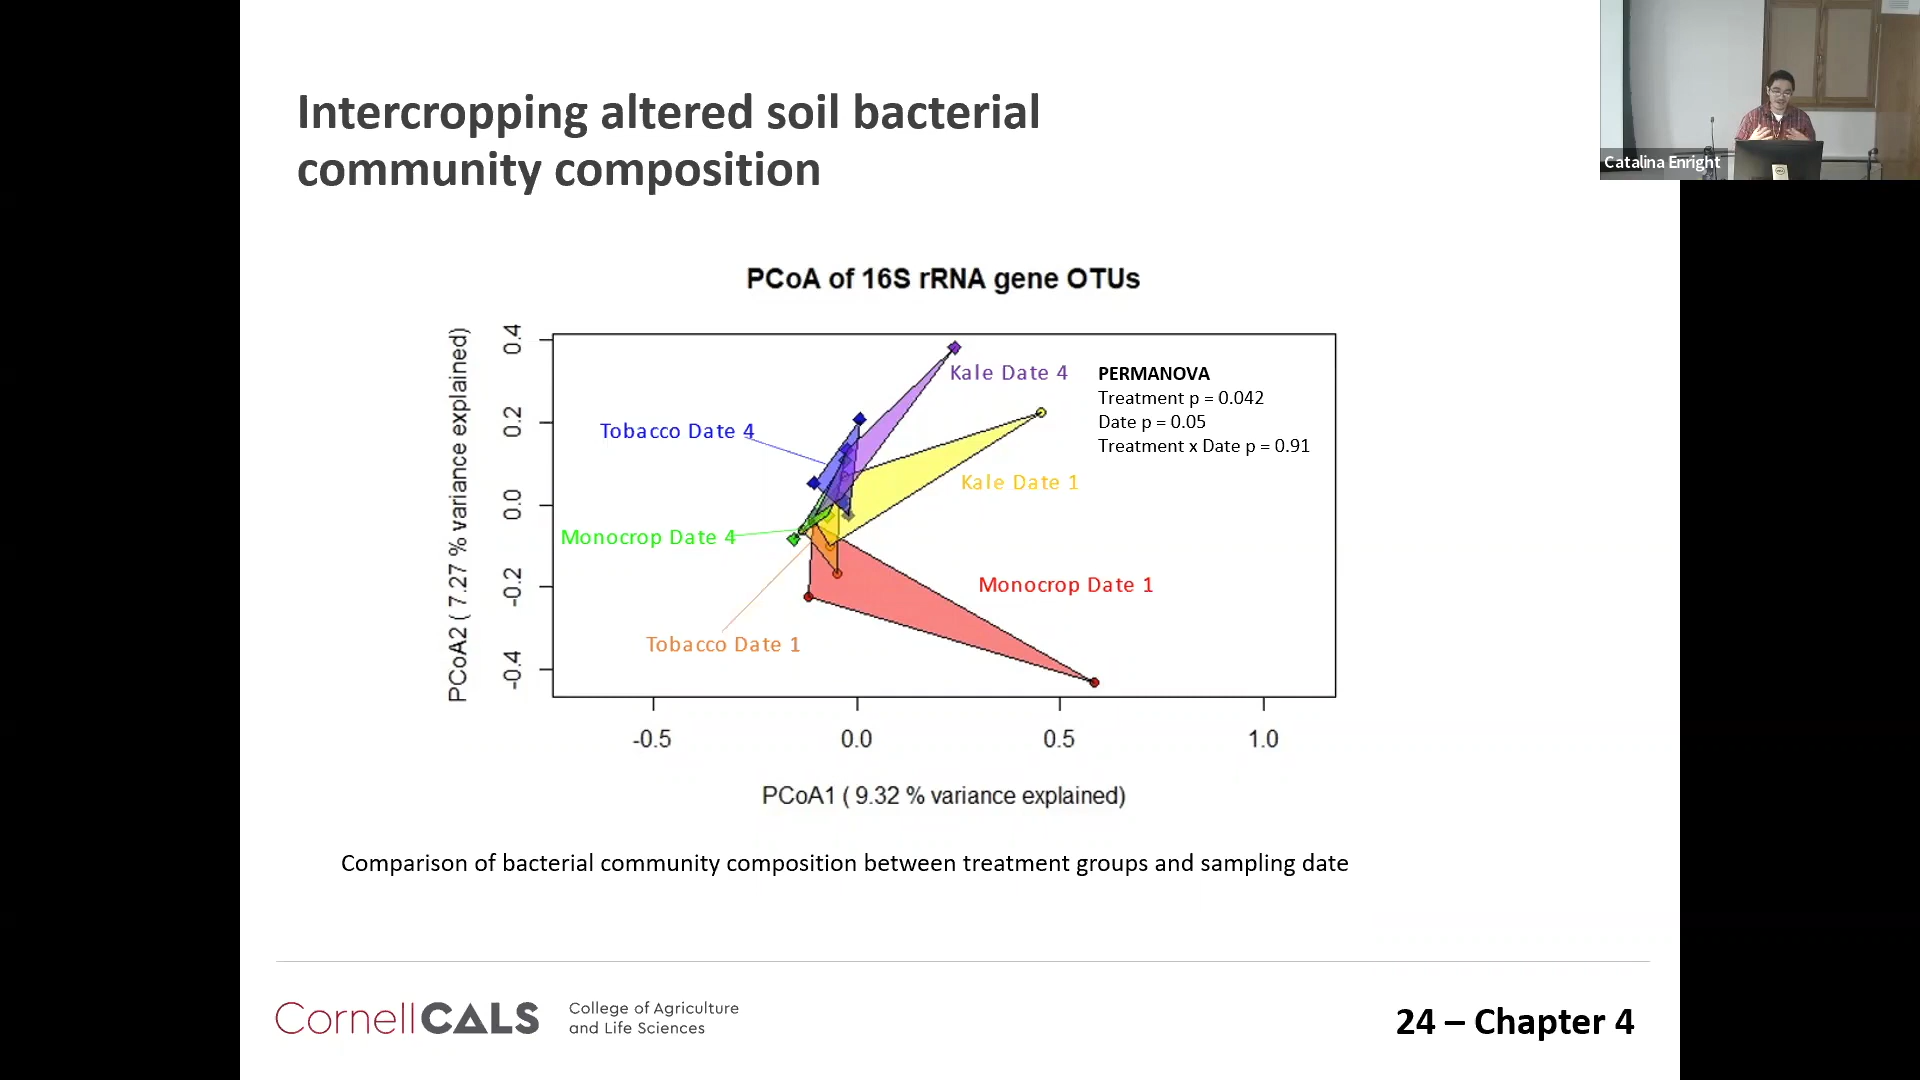 Intercropping altered soil bacterial
community composition
Catalina Enright
PCoA of 16S rRNA gene OTUs
PCoA2 ( 7.27 % variance explained)
0.4
0.2
0.0
-0.2
-0.4
Kale Date 4
PERMANOVA
Treatment p = 0.042
Date p = 0.05
Treatment x Date p = 0.91
Tobacco Date 4
Kale Date 1
Monocrop Date 4
Monocrop Date 1
Tobacco Date 1
-0.5
0.0
0.5
1.0
PCoA1 ( 9.32 % variance explained)
Comparison of bacterial community composition between treatment groups and sampling date
CornellCALS
College of Agriculture
and Life Sciences
24 – Chapter 4